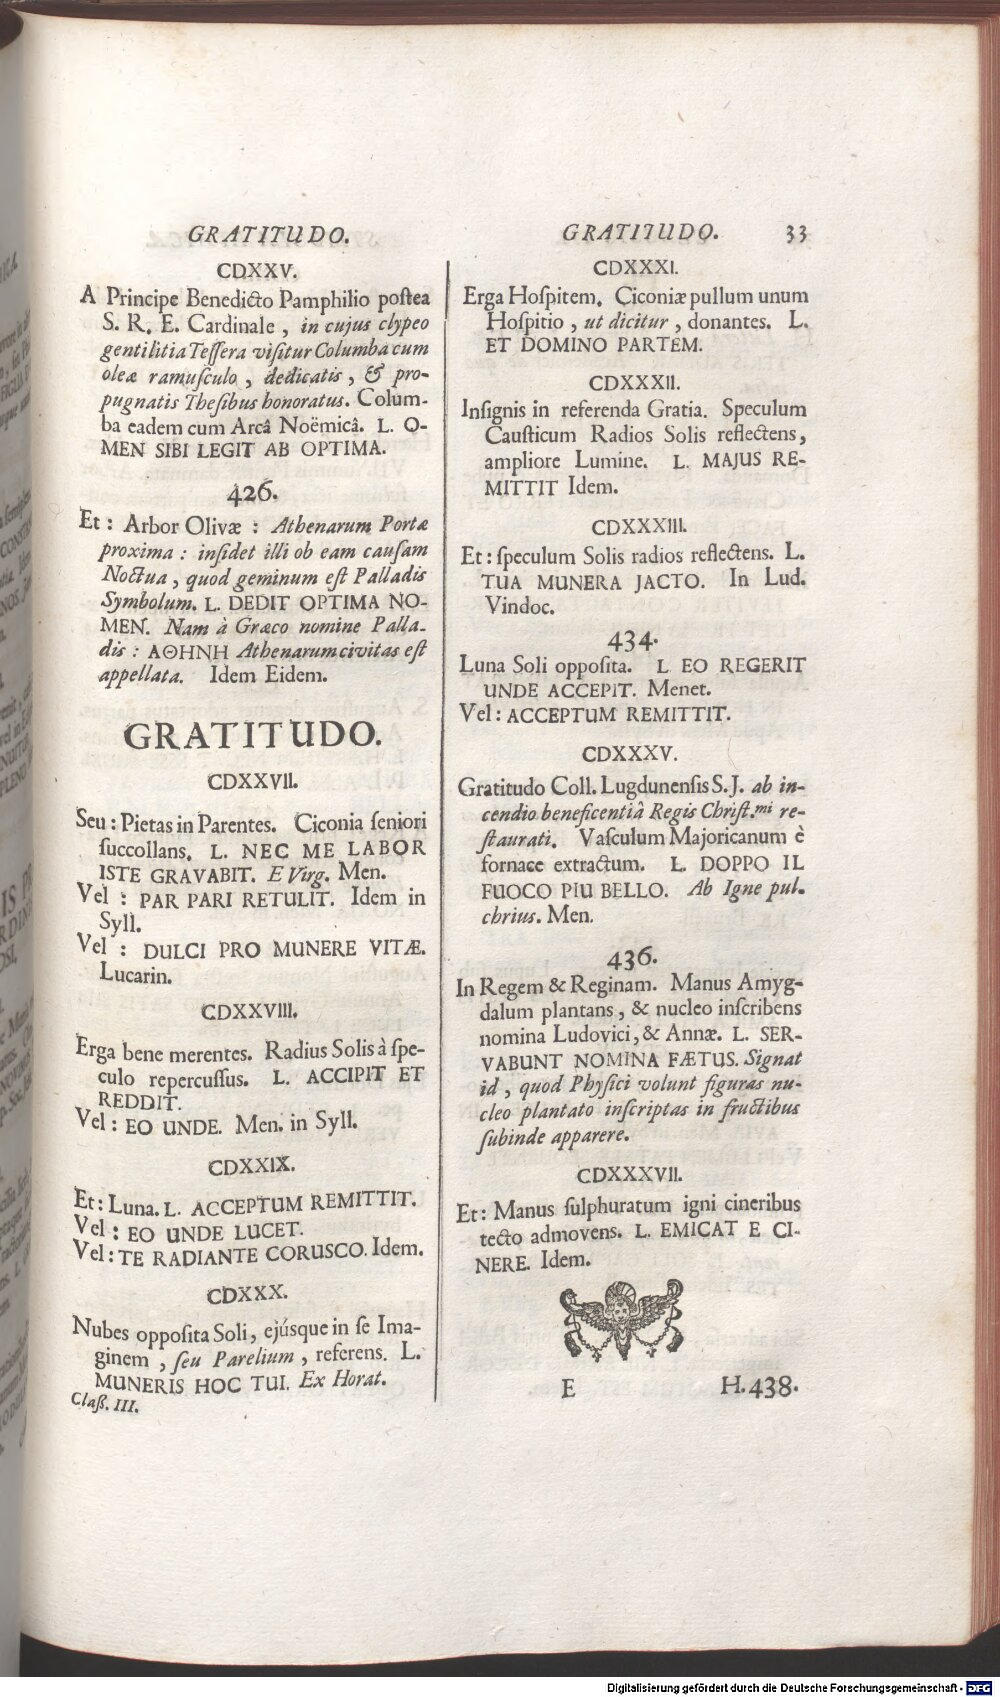 GRATITUDO.
CDXXV.
A Principe Benedicto Pamphilio poſtea
S. R. E. Cardinale, in cujus clypeo
gentilitia Teſſera viſitur Columba cum
oleæ ramuſculo, dedicatis, & pro-
pugnatis Theſibus honoratus. Colum-
ba eadem cum Arcâ Noëmicâ. L. O-
MEN SIBI LEGIT AB OPTIMA.
426.
Et: Arbor Olivæ: Athenarum Portæ
proxima: inſidet illi ob eam cauſam
Noctua, quod geminum eſt Palladis
Symbolum. L. DEDIT OPTIMA NO-
MEN. Nam à Græco nomine Palla-
dis: ΑΘΗΝΗ Athenarum civitas eſt
appellata. Idem Eidem.
GRATITUDO.
CDXXVII.
Seu: Pietas in Parentes. Ciconia ſeniori
ſuccollans. L. NEC ME LABOR
ISTE GRAVABIT. E Virg. Men.
Vel: PAR PARI RETULIT. Idem in
Syll.
Vel: DULCI PRO MUNERE VITÆ.
Lucarin.
CDXXVIII.
Erga bene merentes. Radius Solis à ſpe-
culo repercuſſus. L. ACCIPIT ET
REDDIT.
Vel: EO UNDE. Men. in Syll.
CDXXIX.
Et: Luna. L. ACCEPTUM REMITTIT.
Vel: EO UNDE LUCET.
Vel: TE RADIANTE CORUSCO. Idem.
CDXXX.
Nubes oppoſita Soli, ejúsque in ſe Ima-
ginem, ſeu Parelium, referens. L.
MUNERIS HOC TUI. Ex Horat.
Claß. III.
GRATITUDO. 33
CDXXXI.
Erga Hoſpitem. Ciconiæ pullum unum
Hoſpitio, ut dicitur, donantes. L.
ET DOMINO PARTEM.
CDXXXII.
Inſignis in referenda Gratia. Speculum
Cauſticum Radios Solis reflectens,
ampliore Lumine. L. MAJUS RE-
MITTIT Idem.
CDXXXIII.
Et: ſpeculum Solis radios reflectens. L.
TUA MUNERA JACTO. In Lud.
Vindoc.
434.
Luna Soli oppoſita. L EO REGERIT
UNDE ACCEPIT. Menet.
Vel: ACCEPTUM REMITTIT.
CDXXXV.
Gratitudo Coll. Lugdunenſis S. J. ab in-
cendio beneficentiâ Regis Chriſt.mi re-
ſtaurati. Vaſculum Majoricanum è
fornace extractum. L. DOPPO IL
FUOCO PIU BELLO. Ab Igne pul-
chrius. Men.
436.
In Regem & Reginam. Manus Amyg-
dalum plantans, & nucleo inſcribens
nomina Ludovici, & Annæ. L. SER-
VABUNT NOMINA FÆTUS. Signat
id, quod Phyſici volunt figuras nu-
cleo plantato inſcriptas in fructibus
ſubinde apparere.
CDXXXVII.
Et: Manus ſulphuratum igni cineribus
tecto admovens. L. EMICAT E CI-
NERE. Idem.
E H. 438.
Digitalisierung gefördert durch die Deutsche Forschungsgemeinschaft - DFG